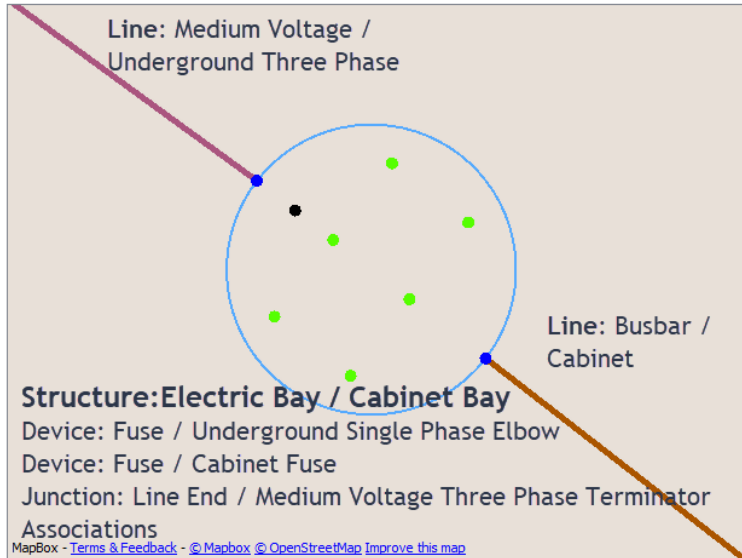 Line: Medium Voltage /
Underground Three Phase
Line: Busbar /
Cabinet
Structure:Electric Bay / Cabinet Bay
Device: Fuse / Underground Single Phase Elbow
Device: Fuse / Cabinet Fuse
Junction: Line End / Medium Voltage Three Phase Terminator
Associations
MapBox - Terms & Feedback - © Mapbox © OpenStreetMap Improve this map